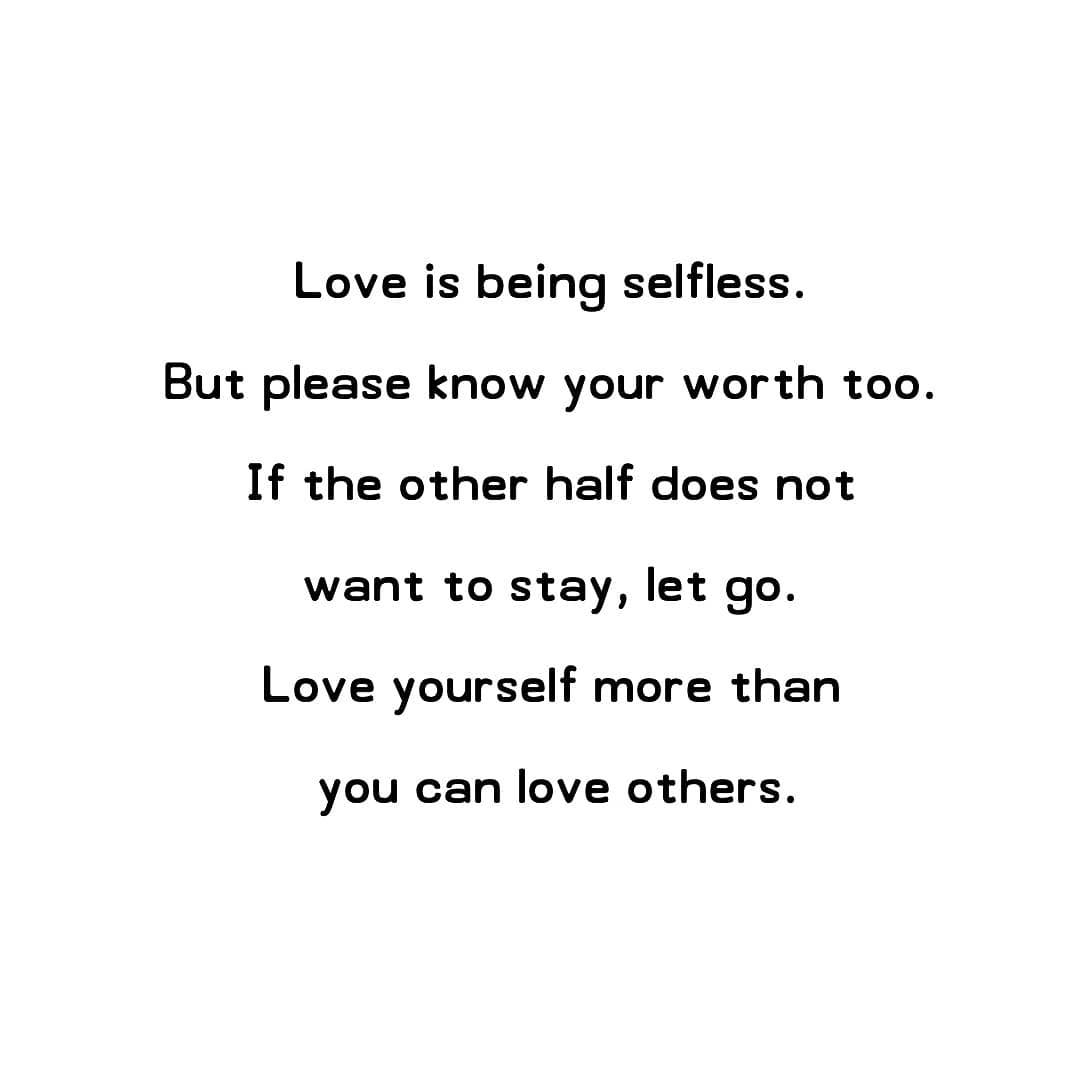 Love is being selfless.
But please know your worth too.
If the other half does not
want to stay, let go.
Love yourself more than
you can love others.